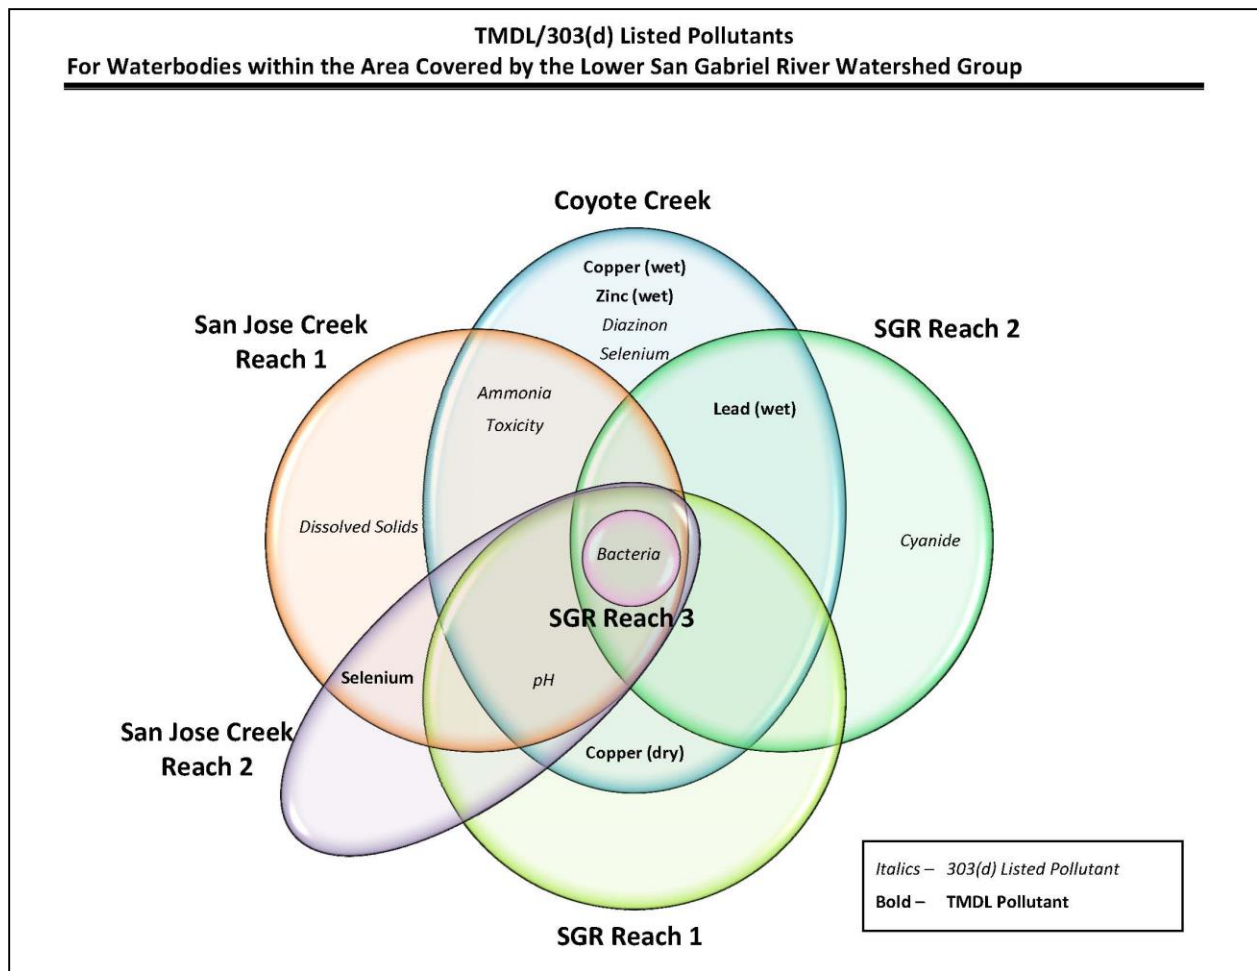 TMDL/303(d) Listed Pollutants
For Waterbodies within the Area Covered by the Lower San Gabriel River Watershed Group
Coyote Creek
Copper (wet)
Zinc (wet)
Diazinon
Selenium
San Jose Creek
Reach 1
SGR Reach 2
Ammonia
Toxicity
Lead (wet)
Dissolved Solids
Cyanide
Bacteria
SGR Reach 3
Selenium
pH
San Jose Creek
Reach 2
Copper (dry)
SGR Reach 1
Italics – 303(d) Listed Pollutant
Bold – TMDL Pollutant